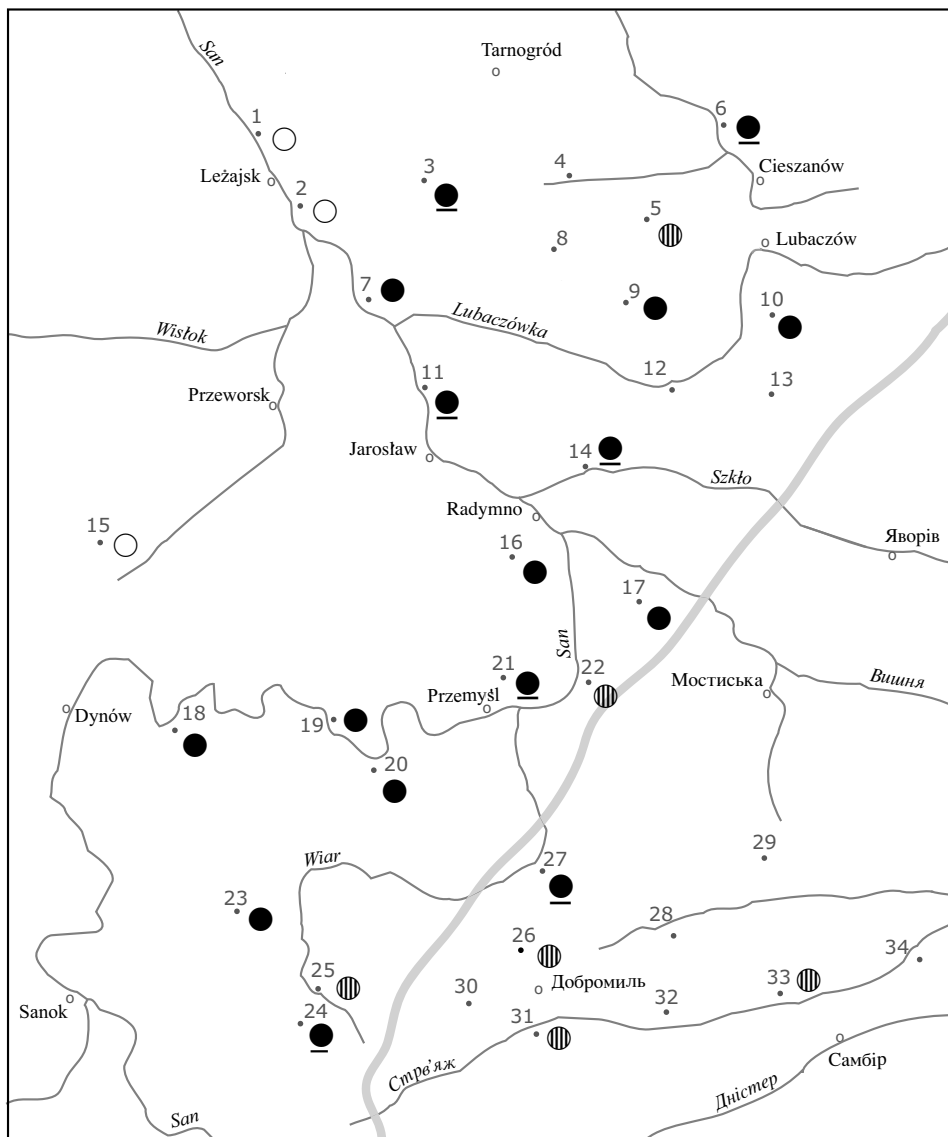 San
Tarnogród
1
6
Leżajsk
3
4
Cieszanów
2
5
8
Lubaczów
7
9
10
Wisłok
Lubaczówka
11
12
13
Przeworsk
Jarosław
14
Szkło
Radymno
15
16
Яворів
17
San
21
22
Мостиська
Вишня
Dynów
18
19
Przemyśl
20
Wiar
27
29
23
28
26
34
25
30
Добромиль
33
Sanok
24
31
32
Стрв'яж
Самбір
San
Дністер